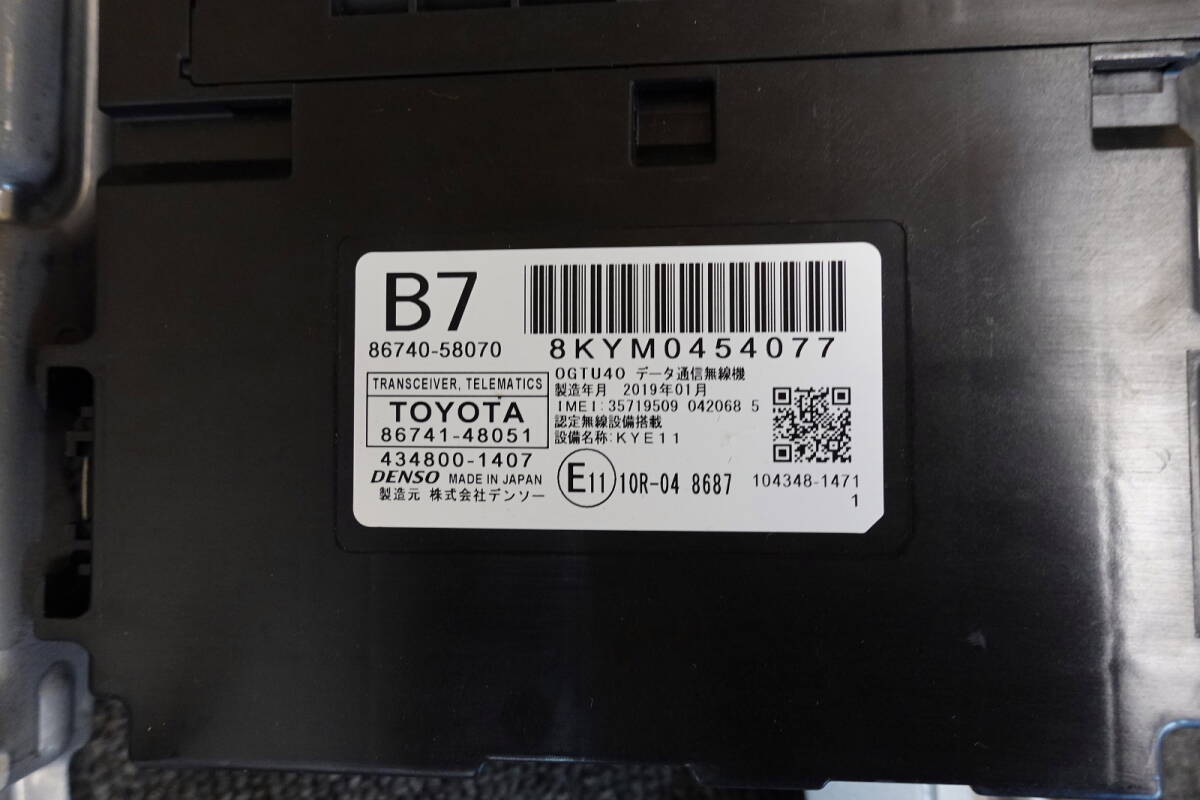 B7
86740-58070
8KYM0454077
TRANSCEIVER, TELEMATICS
TOYOTA
86741-48051
434800-1407
DENSO MADE IN JAPAN
製造元 株式会社デンソー
0GTU40 データ通信無線機
製造年月 2019年01月
IMEI:35719509 042068 5
認定無線設備搭載
設備名称:KYE11
E11 10R-04 8687
104348-1471
1